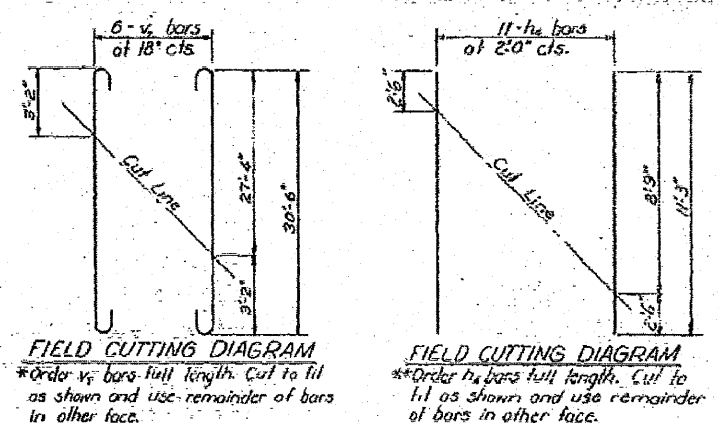 6 - v₅ bars
at 18" cts.
3'-2"
Cut Line
27'-4"
30'-6"
3'-2"
FIELD CUTTING DIAGRAM
*Order v₅ bars full length. Cut to fit
as shown and use remainder of bars
in other face.
11 - h₄ bars
at 2'0" cts.
2'-6"
Cut Line
8'9"
11'-3"
2'-6"
FIELD CUTTING DIAGRAM
**Order h₄ bars full length. Cut to
fit as shown and use remainder
of bars in other face.